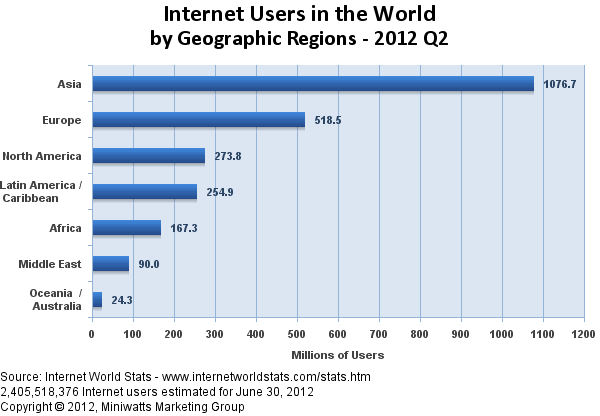 Internet Users in the World
by Geographic Regions - 2012 Q2
Asia
1076.7
Europe
518.5
North America
273.8
Latin America /
Caribbean
254.9
Africa
167.3
Middle East
90.0
Oceania /
Australia
24.3
0 100 200 300 400 500 600 700 800 900 1000 1100 1200
Millions of Users
Source: Internet World Stats - www.internetworldstats.com/stats.htm
2,405,518,376 Internet users estimated for June 30, 2012
Copyright © 2012, Miniwatts Marketing Group